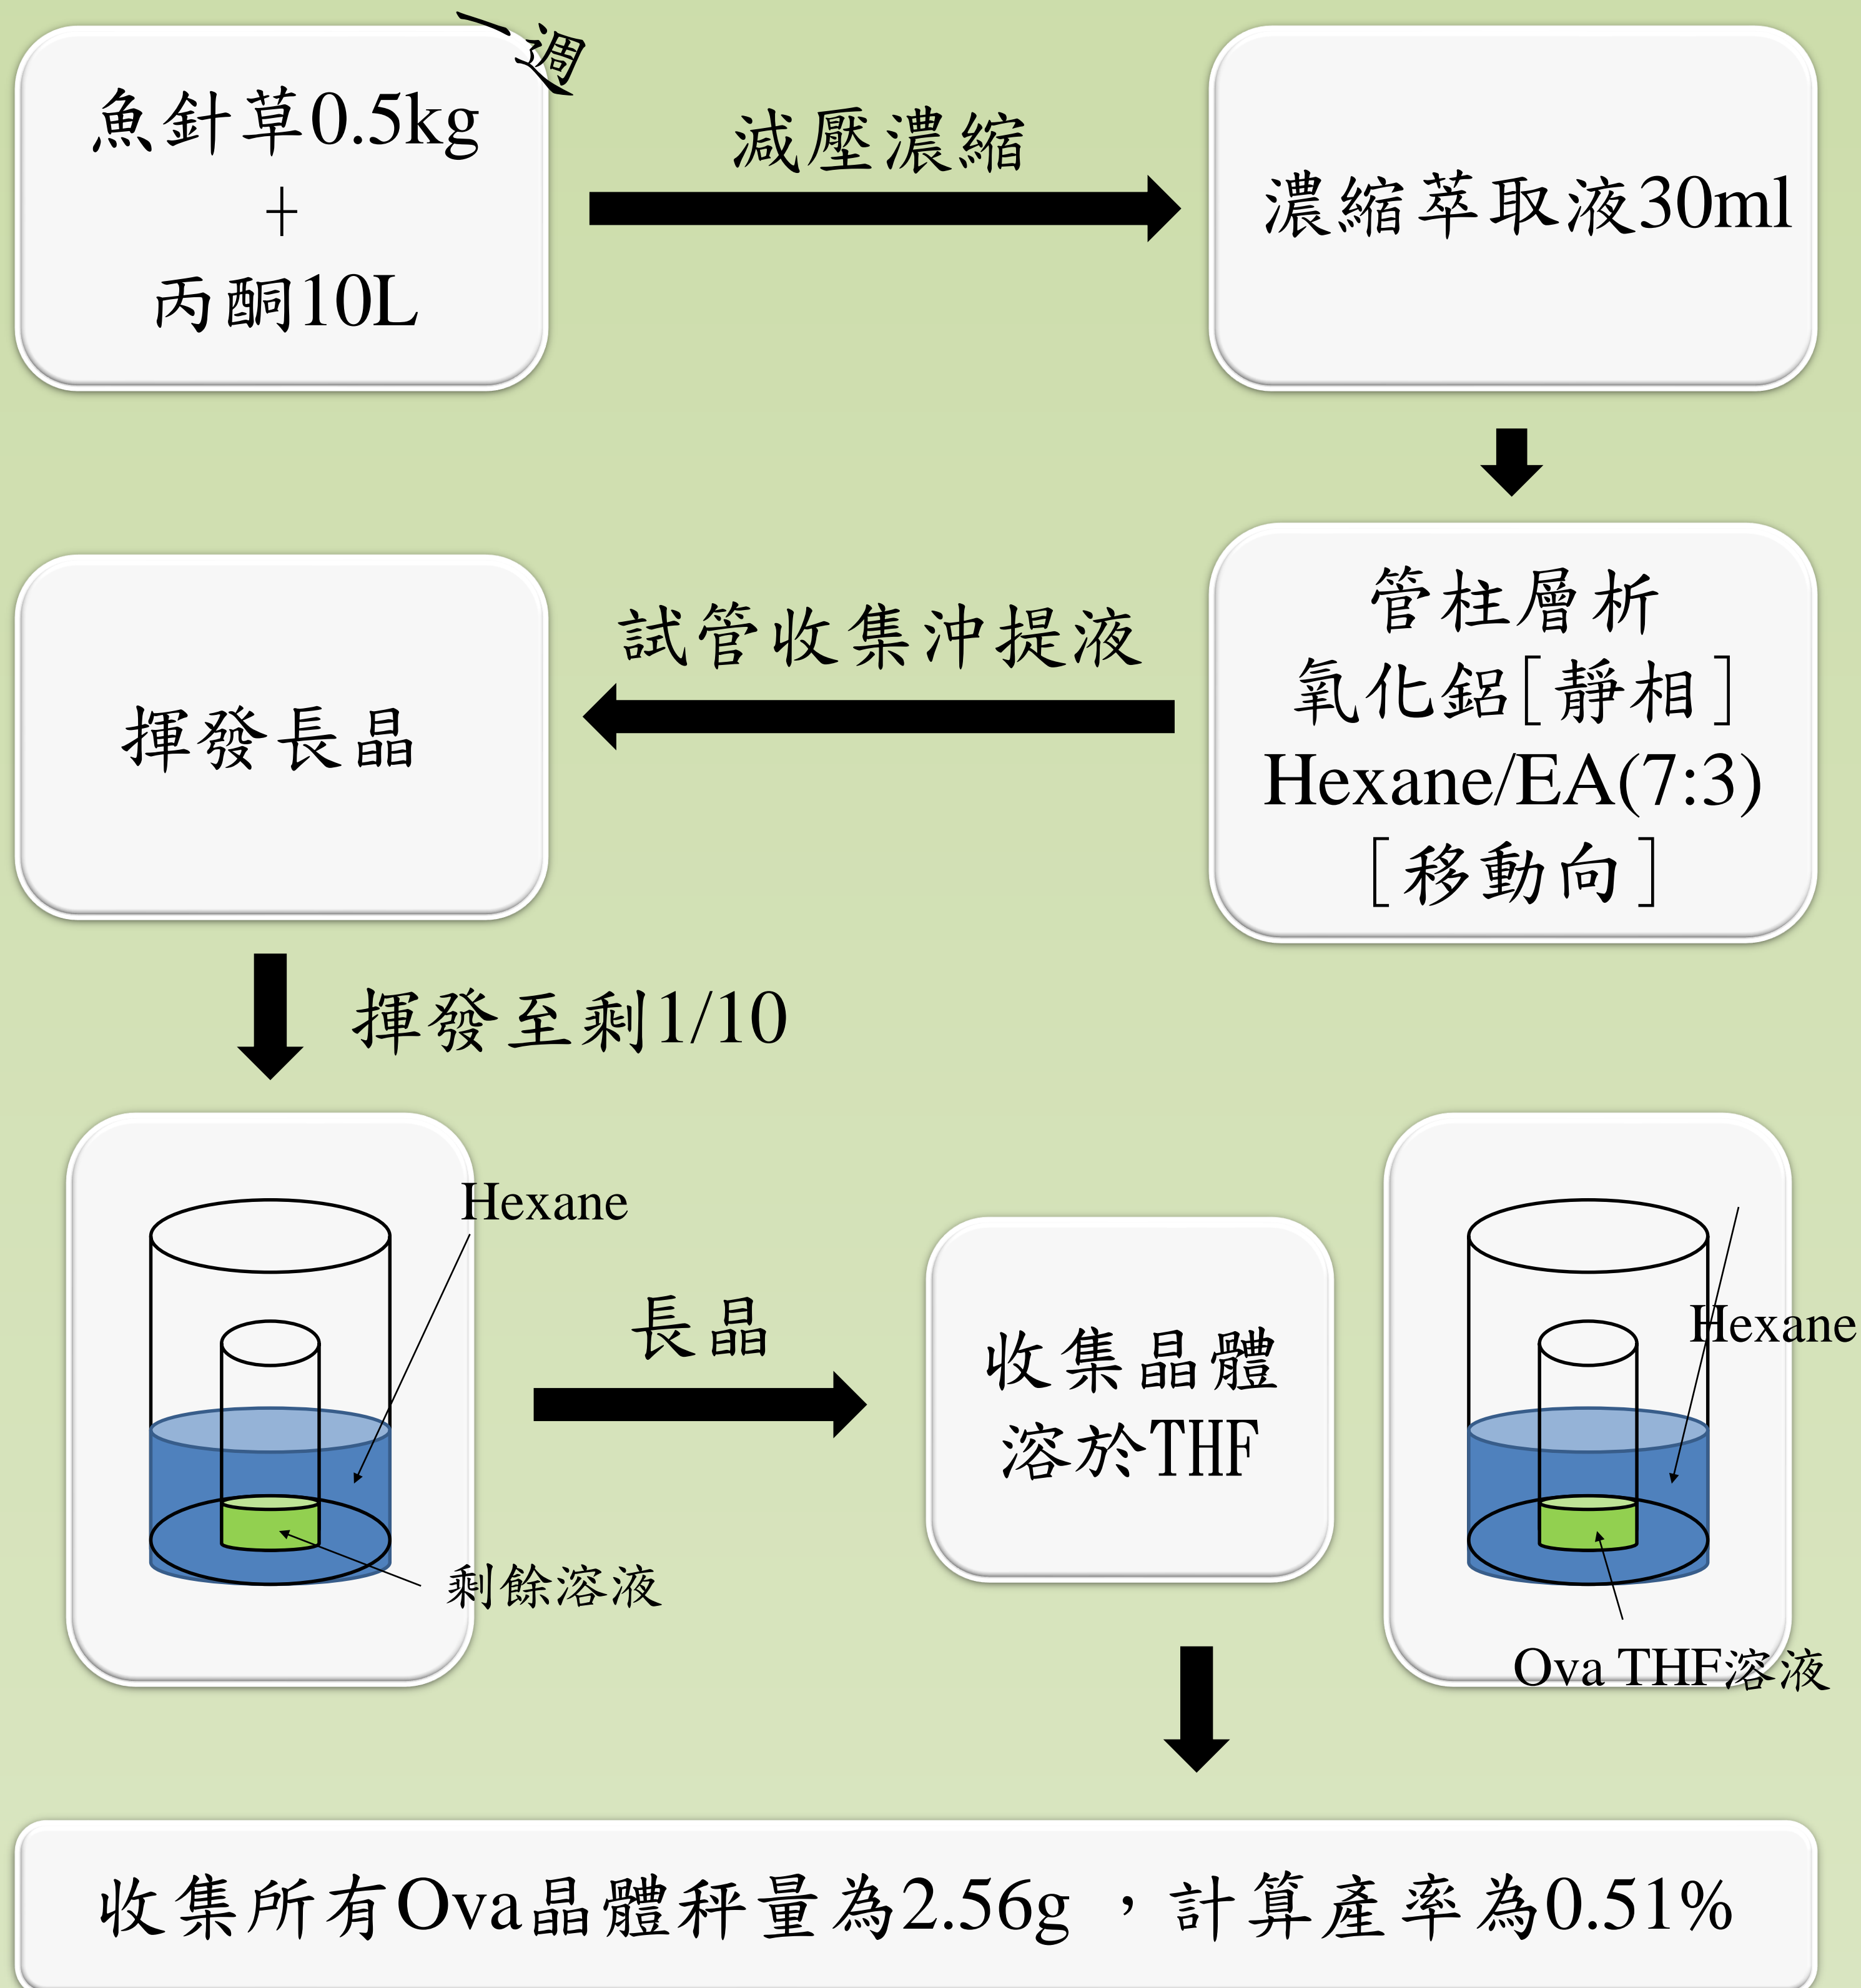 一週
魚針草0.5kg
+
丙酮10L
減壓濃縮
濃縮萃取液30ml
管柱層析
氧化鋁[靜相]
Hexane/EA(7:3)
[移動向]
試管收集沖提液
揮發長晶
揮發至剩1/10
Hexane
剩餘溶液
長晶
收集晶體
溶於THF
Hexane
Ova THF溶液
收集所有Ova晶體秤量為2.56g，計算產率為0.51%